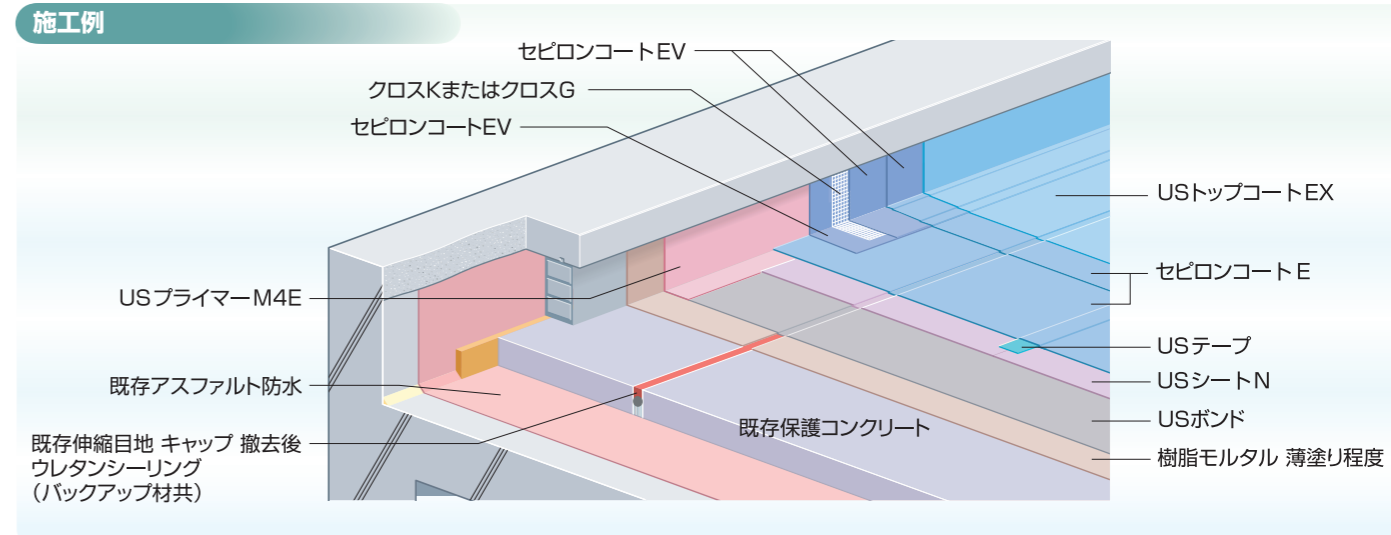 施工例
セピロンコートEV
クロスKまたはクロスG
セピロンコートEV
USプライマーM4E
既存アスファルト防水
既存伸縮目地 キャップ 撤去後
ウレタンシーリング
（バックアップ材共）
既存保護コンクリート
USトップコートEX
セピロンコートE
USテープ
USシートN
USボンド
樹脂モルタル 薄塗り程度